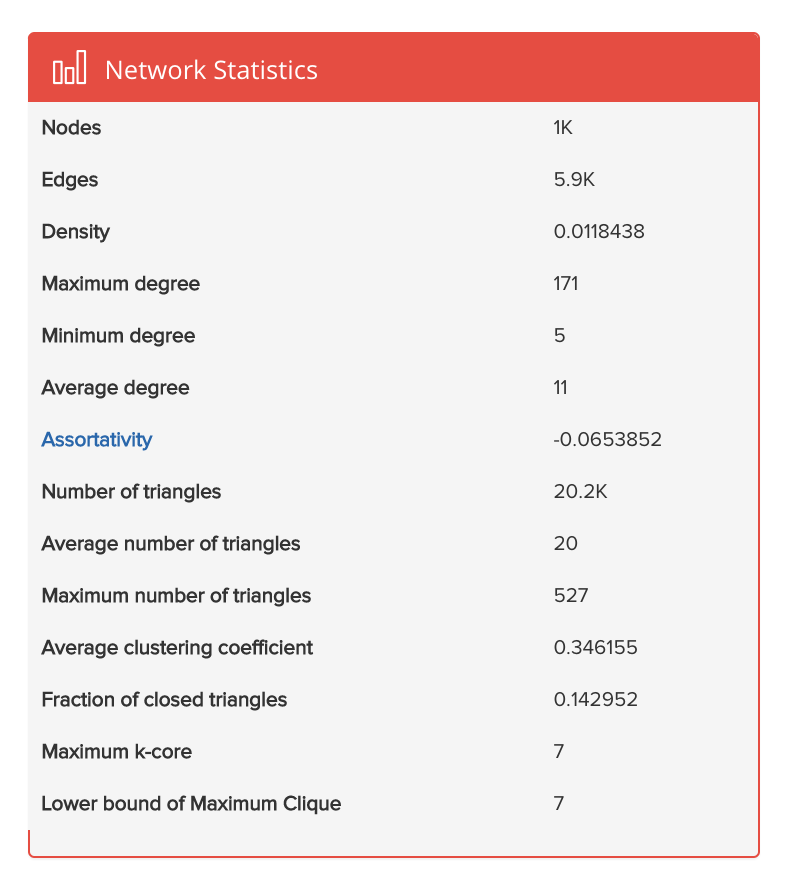 Network Statistics
Nodes 1K
Edges 5.9K
Density 0.0118438
Maximum degree 171
Minimum degree 5
Average degree 11
Assortativity -0.0653852
Number of triangles 20.2K
Average number of triangles 20
Maximum number of triangles 527
Average clustering coefficient 0.346155
Fraction of closed triangles 0.142952
Maximum k-core 7
Lower bound of Maximum Clique 7